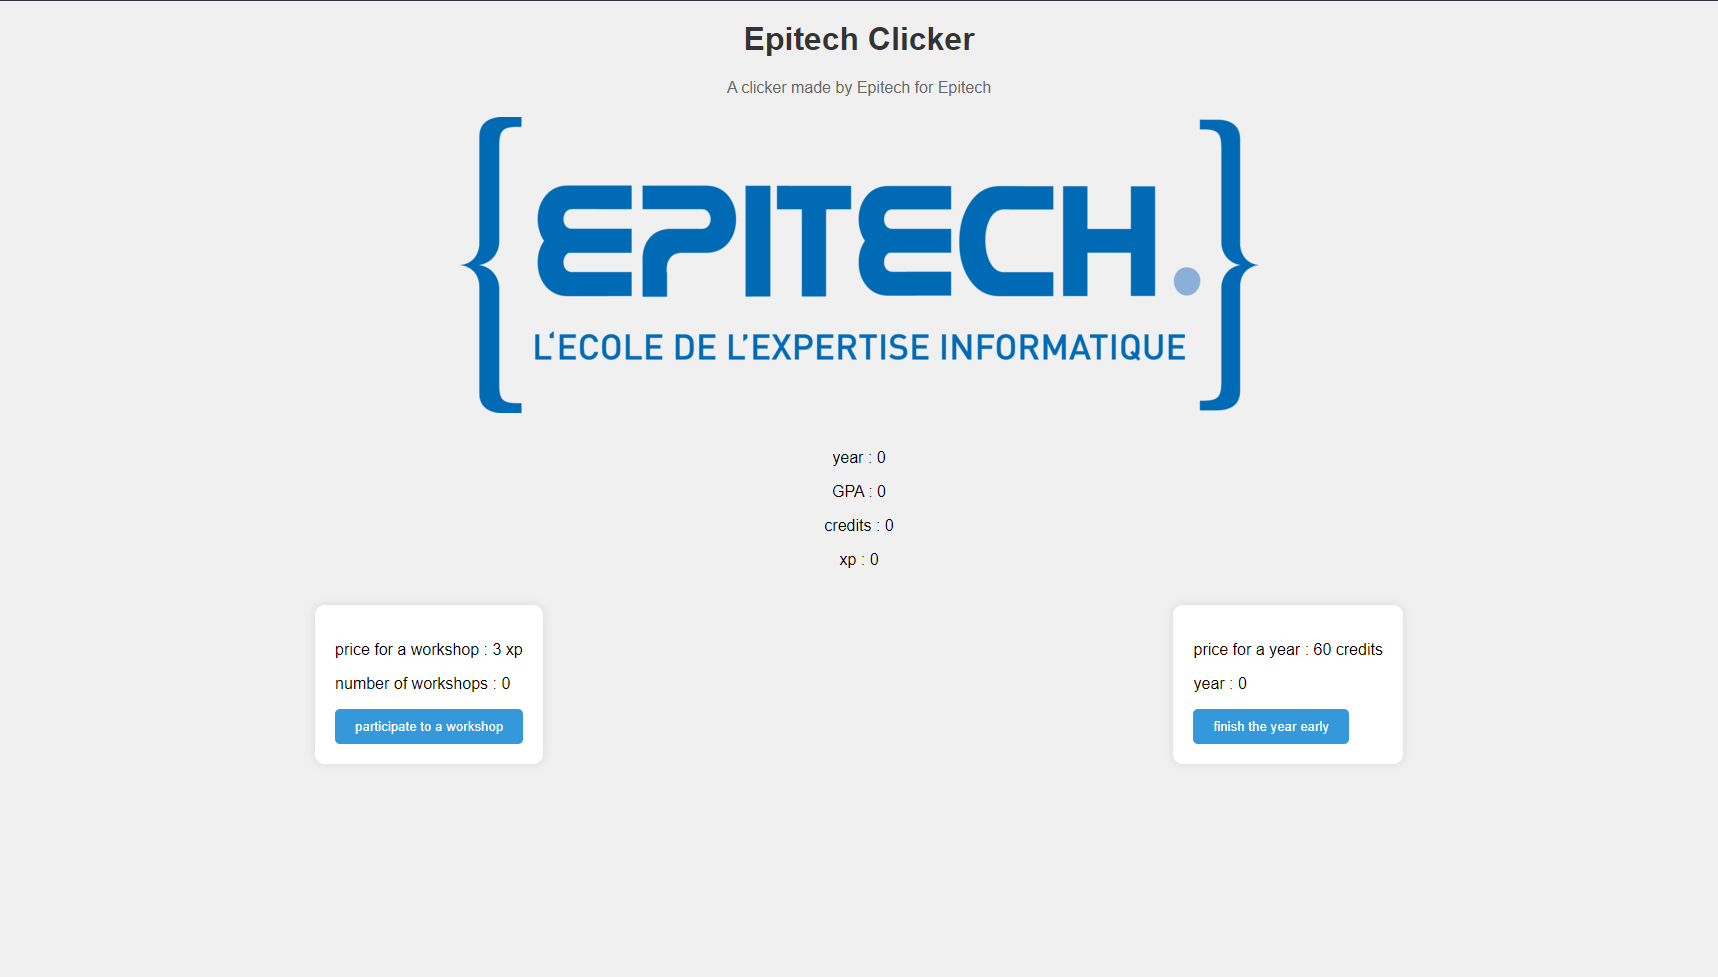 Epitech Clicker
A clicker made by Epitech for Epitech
{EPITECH.}
L'ECOLE DE L'EXPERTISE INFORMATIQUE
year : 0
GPA : 0
credits : 0
xp : 0
price for a workshop : 3 xp
number of workshops : 0
participate to a workshop
price for a year : 60 credits
year : 0
finish the year early